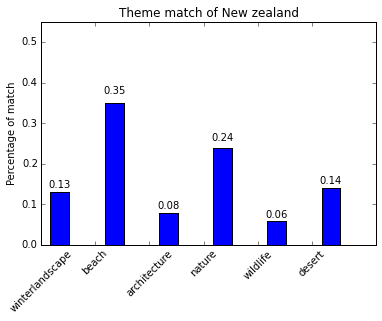 Theme match of New zealand
Percentage of match
0.5
0.4
0.3
0.2
0.1
0.0
0.13
0.35
0.08
0.24
0.06
0.14
winterlandscape
beach
architecture
nature
wildlife
desert